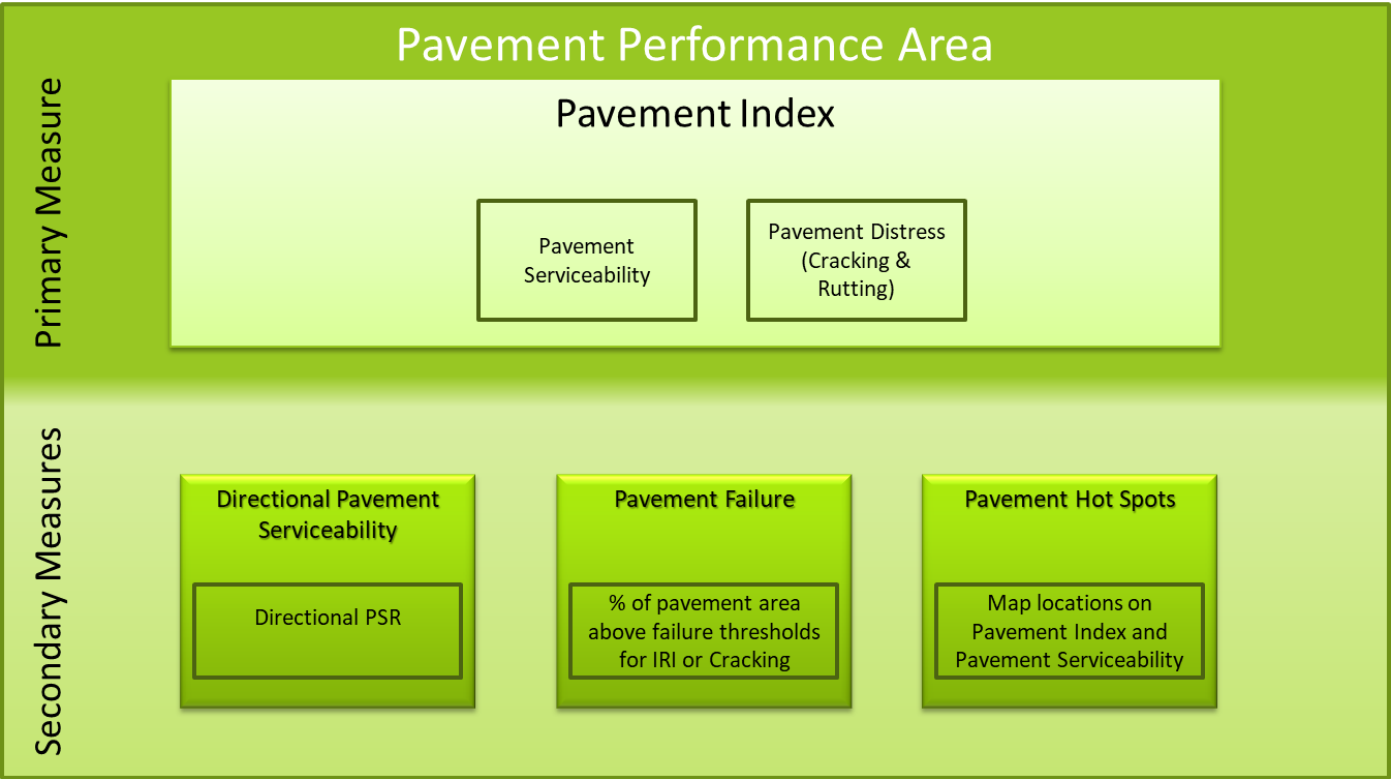 Pavement Performance Area
Primary Measure
Pavement Index
Pavement
Serviceability
Pavement Distress
(Cracking &
Rutting)
Secondary Measures
Directional Pavement
Serviceability
Directional PSR
Pavement Failure
% of pavement area
above failure thresholds
for IRI or Cracking
Pavement Hot Spots
Map locations on
Pavement Index and
Pavement Serviceability